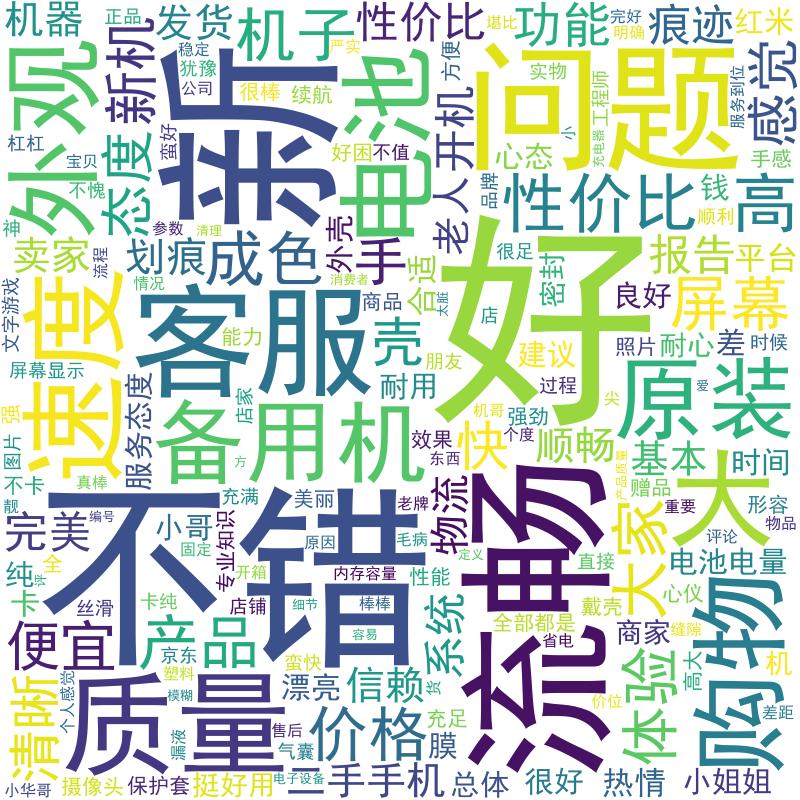 机器
正品
发货
机子
性价比
堪比
完好
明确
功能
痕迹
红米
外观
新机
稳定
犹豫
公司
新
严实
很棒
续航
电池
方便
问题
实物
工程师
服务到位
感觉
杠杠
宝贝
态度
蛮好
好困
不值
老人
开机
心态
小
充电器
手感
不愧
神
参数
清理
外壳
手
品牌
性价比
钱
顺利
高
卖家
流程
划痕
成色
合适
很足
密封
报告
平台
文字游戏
情况
消费者
太脏
好
良好
屏幕
速度
客服
商品
店
能力
壳
朋友
建议
照片
耐心
差
时候
屏幕显示
服务态度
店家
耐用
过程
爱
强
机哥
强劲
尖
原装
备用机
效果
个度
快
顺畅
图片
真棒
方
东西
产品质量
基本
时间
不卡
靓
充满
美丽
老牌
物流
流畅
赠品
重要
形容
大
完美
编号
不错
小哥
专业知识
原因
毛病
定义
大家
评论
物品
纯
全
固定
开箱
内存容量
性能
直接
电池电量
卡
丝滑
卡纯
店铺
细节
棒棒
系统
戴壳
心仪
便宜
产品
京东
容易
全部都是
省电
商家
缝隙
购物
清晰
个人感觉
塑料
模糊
质量
蛮快
漂亮
信赖
货
体验
高大
机
漏液
售后
价格
充足
价位
差距
气囊
膜
小华哥
摄像头
保护套
挺好用
电子设备
二手手机
总体
很好
热情
小姐姐